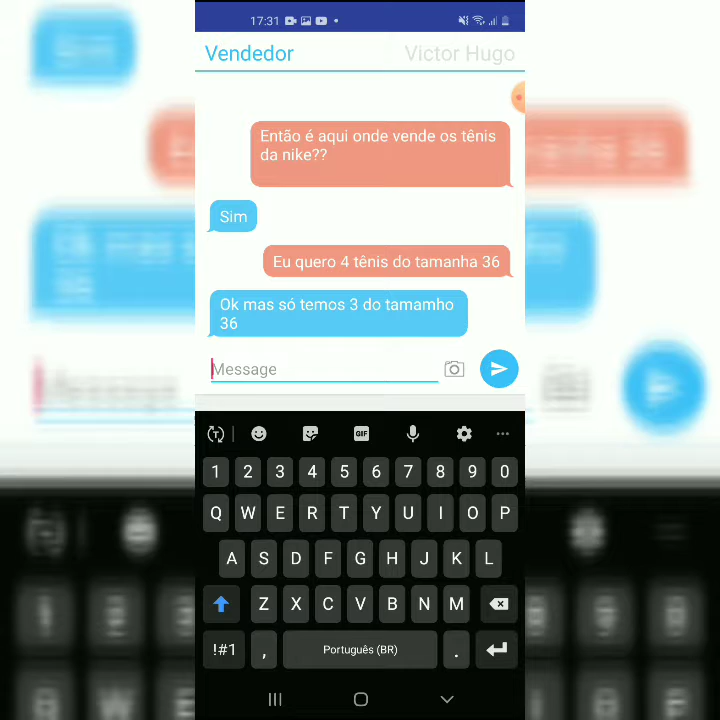 17:31
Vendedor
Victor Hugo
Então é aqui onde vende os tênis
da nike??
Sim
Eu quero 4 tênis do tamanha 36
Ok mas só temos 3 do tamamho
36
Message
GIF
1 2 3 4 5 6 7 8 9 0
Q W E R T Y U I O P
A S D F G H J K L
Z X C V B N M
!#1 , Português (BR) .